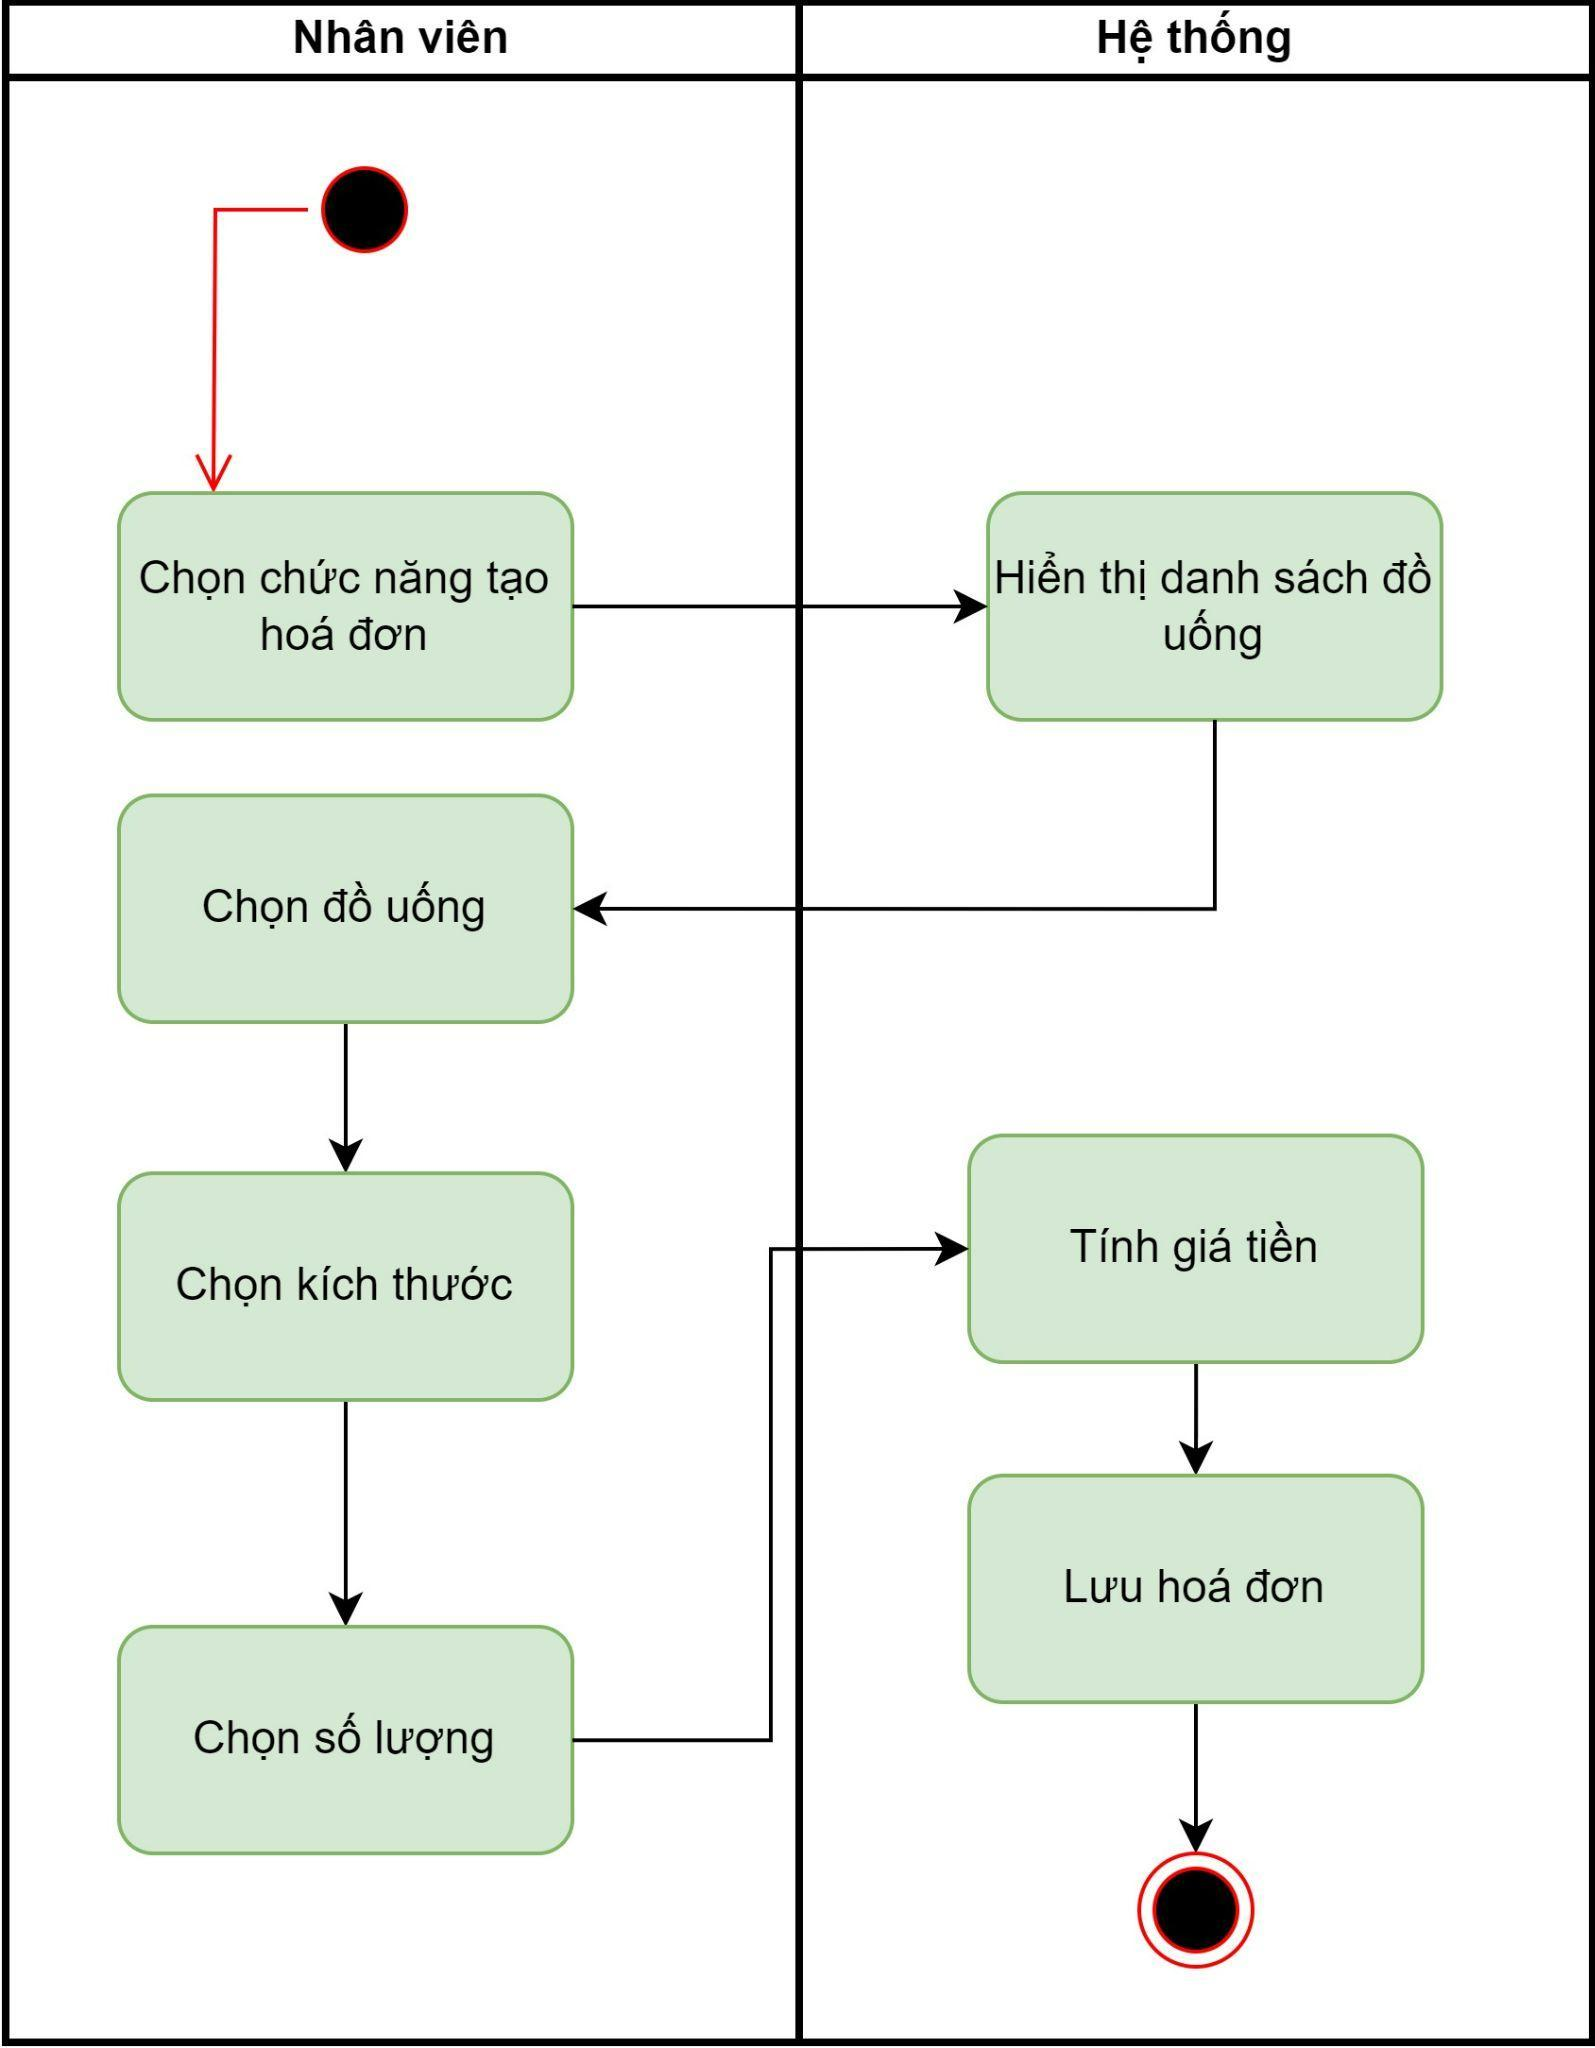 Nhân viên
Hệ thống
Chọn chức năng tạo
hoá đơn
Hiển thị danh sách đồ
uống
Chọn đồ uống
Chọn kích thước
Tính giá tiền
Lưu hoá đơn
Chọn số lượng